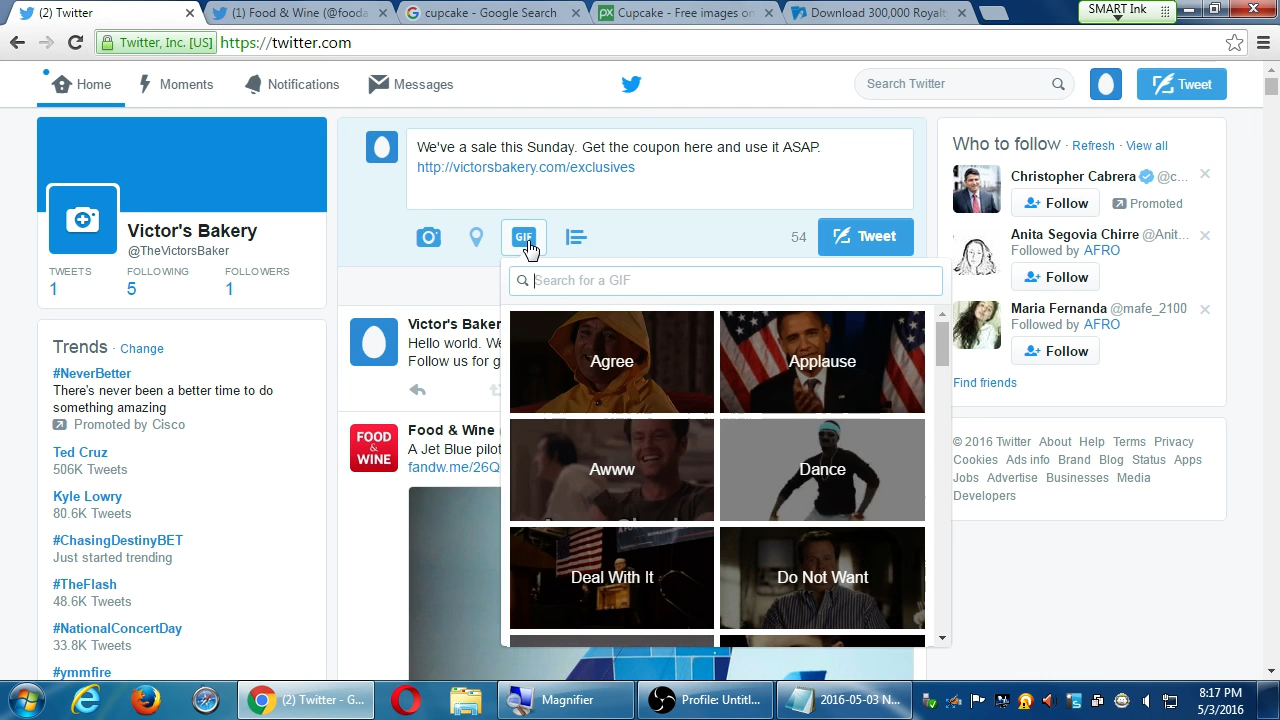 (2) Twitter
(1) Food & Wine (@fooda
cupcake - Google Search
Cupcake - Free images on
Download 300,000 Royalt
SMART Ink
Twitter, Inc. [US]
https://twitter.com
Home
Moments
Notifications
Messages
Search Twitter
Tweet
Victor's Bakery
@TheVictorsBaker
TWEETS
FOLLOWING
FOLLOWERS
1
5
1
Trends · Change
#NeverBetter
There's never been a better time to do
something amazing
Promoted by Cisco
Ted Cruz
506K Tweets
Kyle Lowry
80.6K Tweets
#ChasingDestinyBET
Just started trending
#TheFlash
48.6K Tweets
#NationalConcertDay
33.8K Tweets
#ymmfire
We've a sale this Sunday. Get the coupon here and use it ASAP.
http://victorsbakery.com/exclusives
GIF
54
Tweet
Search for a GIF
Agree
Applause
Awww
Dance
Deal With It
Do Not Want
Victor's Baker
Hello world. We
Follow us for g
FOOD
&
WINE
Food & Wine
A Jet Blue pilot
fandw.me/26Q
Who to follow · Refresh · View all
Christopher Cabrera @c...
Follow
Promoted
Anita Segovia Chirre @Anit...
Followed by AFRO
Follow
Maria Fernanda @mafe_2100
Followed by AFRO
Follow
Find friends
© 2016 Twitter About Help Terms Privacy
Cookies Ads info Brand Blog Status Apps
Jobs Advertise Businesses Media
Developers
(2) Twitter - G...
Magnifier
Profile: Untitl...
2016-05-03 N...
8:17 PM
5/3/2016